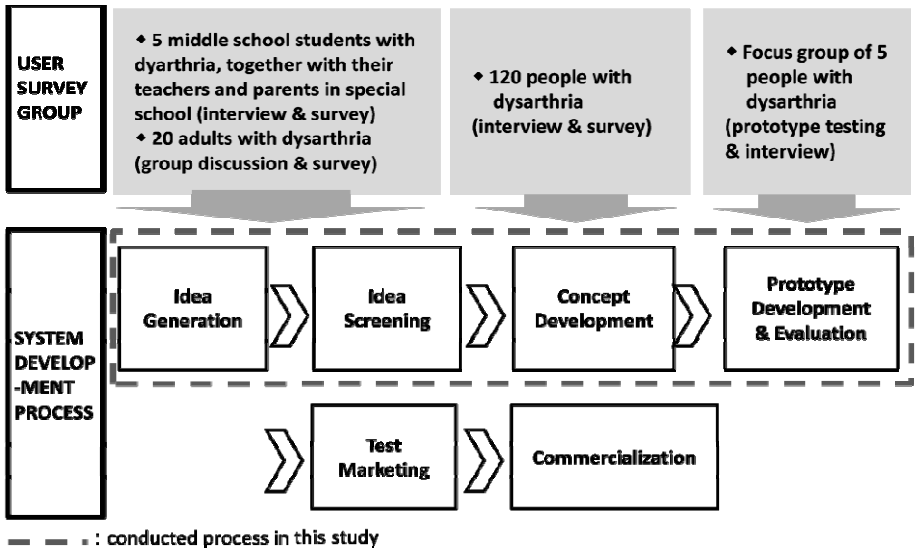 USER
SURVEY
GROUP
◆ 5 middle school students with
dyarthria, together with their
teachers and parents in special
school (interview & survey)
◆ 20 adults with dysarthria
(group discussion & survey)
◆ 120 people with
dysarthria
(interview & survey)
◆ Focus group of 5
people with
dysarthria
(prototype testing
& interview)
SYSTEM
DEVELOP
-MENT
PROCESS
Idea
Generation
Idea
Screening
Concept
Development
Prototype
Development
& Evaluation
Test
Marketing
Commercialization
: conducted process in this study